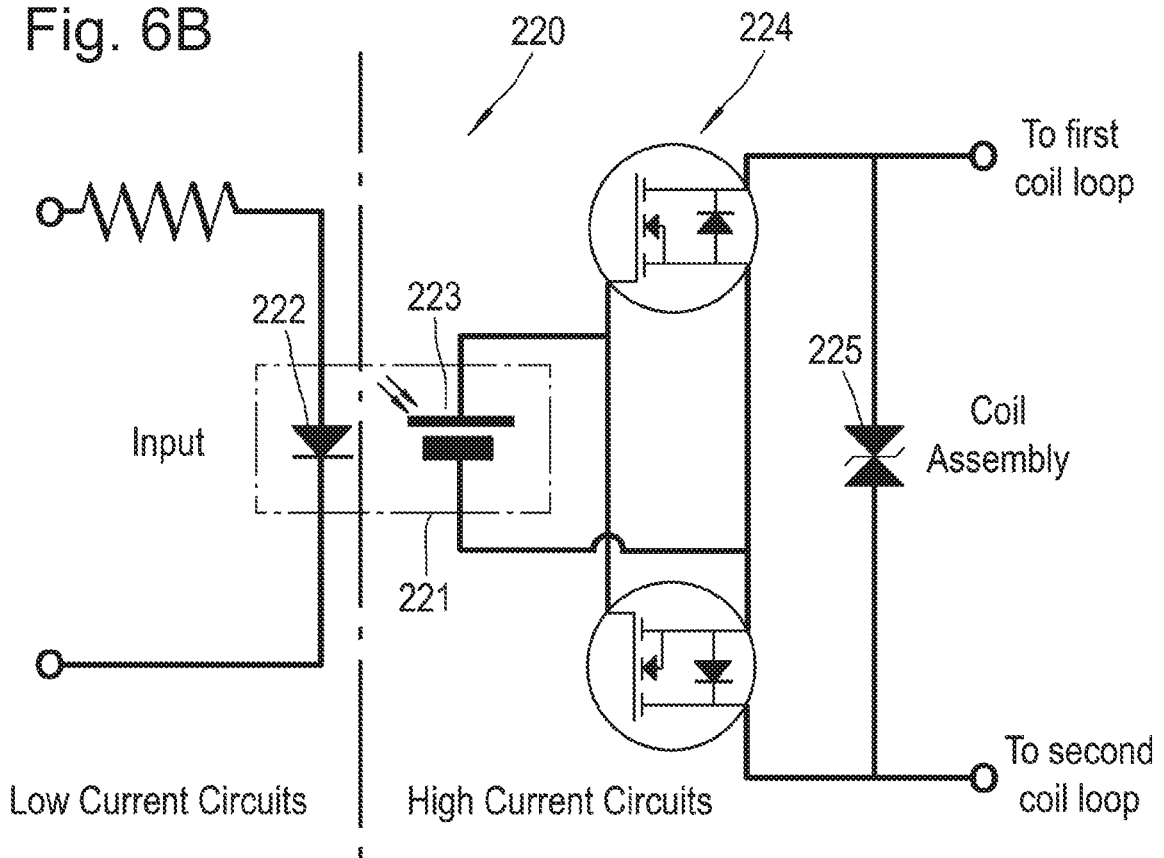 Fig. 6B
220
224
To first
coil loop
222
223
225
Input
Coil
Assembly
221
To second
coil loop
Low Current Circuits
High Current Circuits